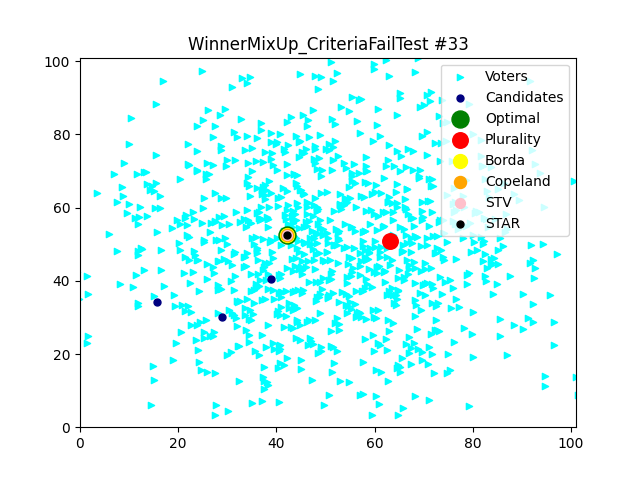 WinnerMixUp_CriteriaFailTest #33
Voters
Candidates
Optimal
Plurality
Borda
Copeland
STV
STAR
100
80
60
40
20
0
0 20 40 60 80 100